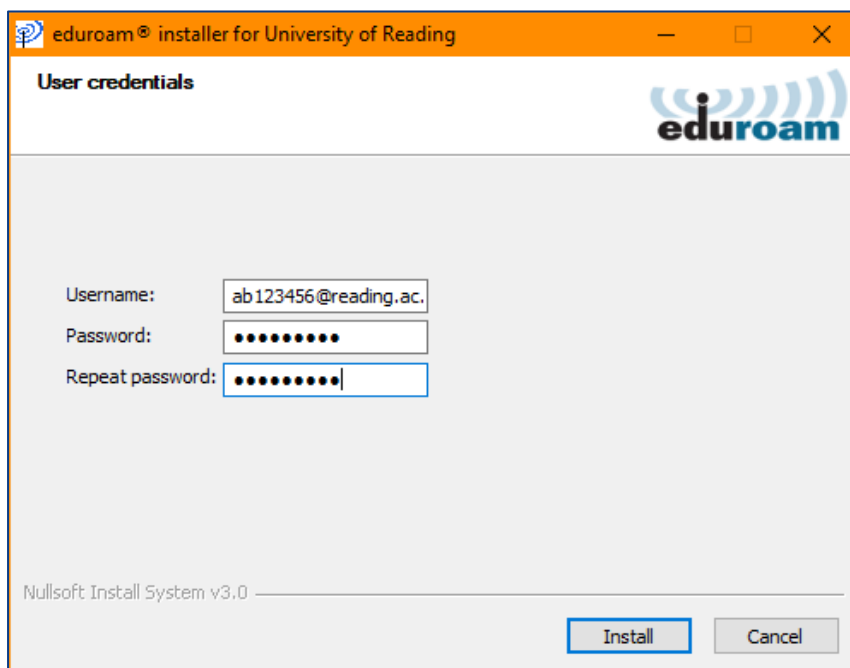 eduroam® installer for University of Reading
User credentials
eduroam
Username: ab123456@reading.ac.
Password: ●●●●●●●●●
Repeat password: ●●●●●●●●●
Nullsoft Install System v3.0
Install Cancel